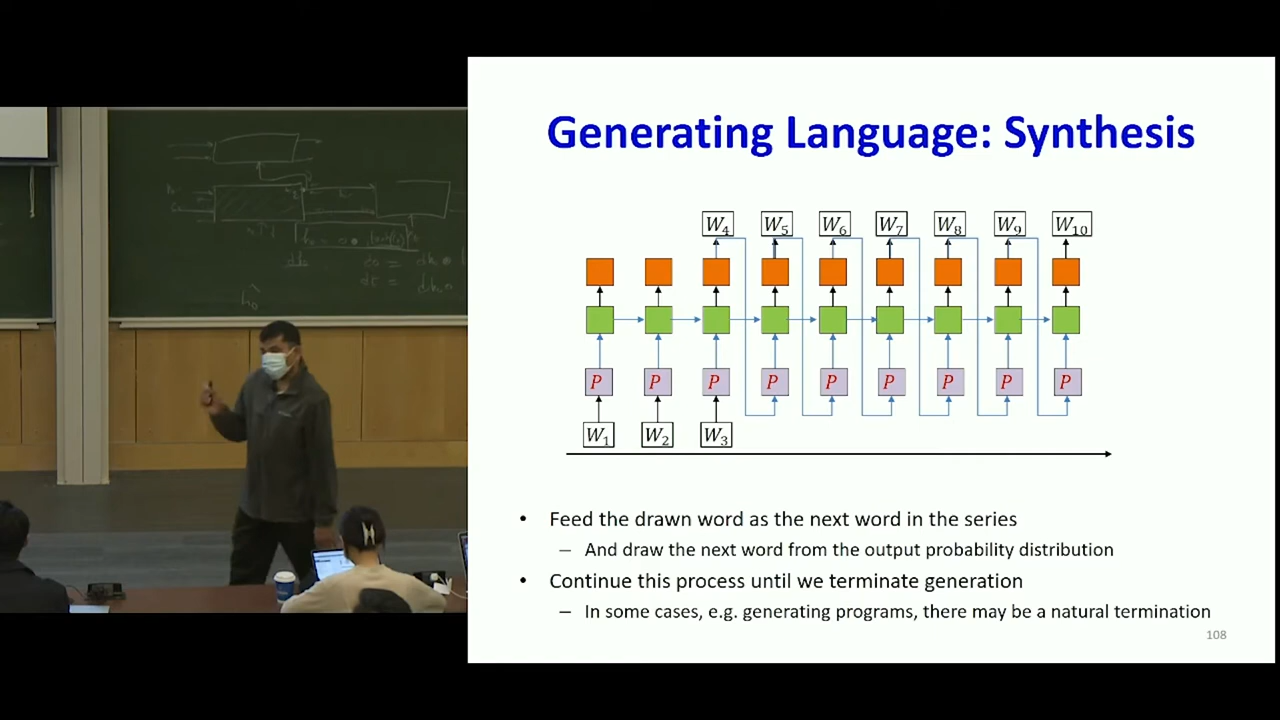 Generating Language: Synthesis
W₄ W₅ W₆ W₇ W₈ W₉ W₁₀
P P P P P P P P P
W₁ W₂ W₃
• Feed the drawn word as the next word in the series
– And draw the next word from the output probability distribution
• Continue this process until we terminate generation
– In some cases, e.g. generating programs, there may be a natural termination
108